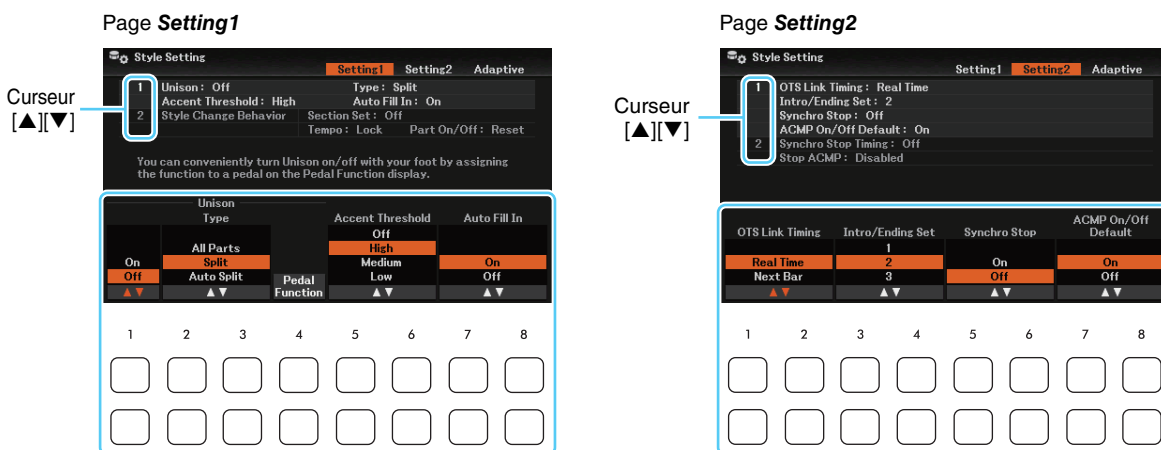 Page Setting1
Style Setting
Setting1 Setting2 Adaptive
Curseur
[▲][▼]
1 Unison : Off Type : Split
Accent Threshold : High Auto Fill In : On
2 Style Change Behavior Section Set : Off
Tempo : Lock Part On/Off : Reset
You can conveniently turn Unison on/off with your foot by assigning
the function to a pedal on the Pedal Function display.
Unison
Type Accent Threshold Auto Fill In
Off
All Parts High
On Split Medium On
Off Auto Split Pedal Low Off
▲▼ ▲▼ Function ▲▼ ▲▼
1 2 3 4 5 6 7 8
Page Setting2
Style Setting
Setting1 Setting2 Adaptive
Curseur
[▲][▼]
1 OTS Link Timing : Real Time
Intro/Ending Set : 2
Synchro Stop : Off
ACMP On/Off Default : On
2 Synchro Stop Timing : Off
Stop ACMP : Disabled
OTS Link Timing Intro/Ending Set Synchro Stop ACMP On/Off Default
1
Real Time 2 On On
Next Bar 3 Off Off
▲▼ ▲▼ ▲▼ ▲▼
1 2 3 4 5 6 7 8